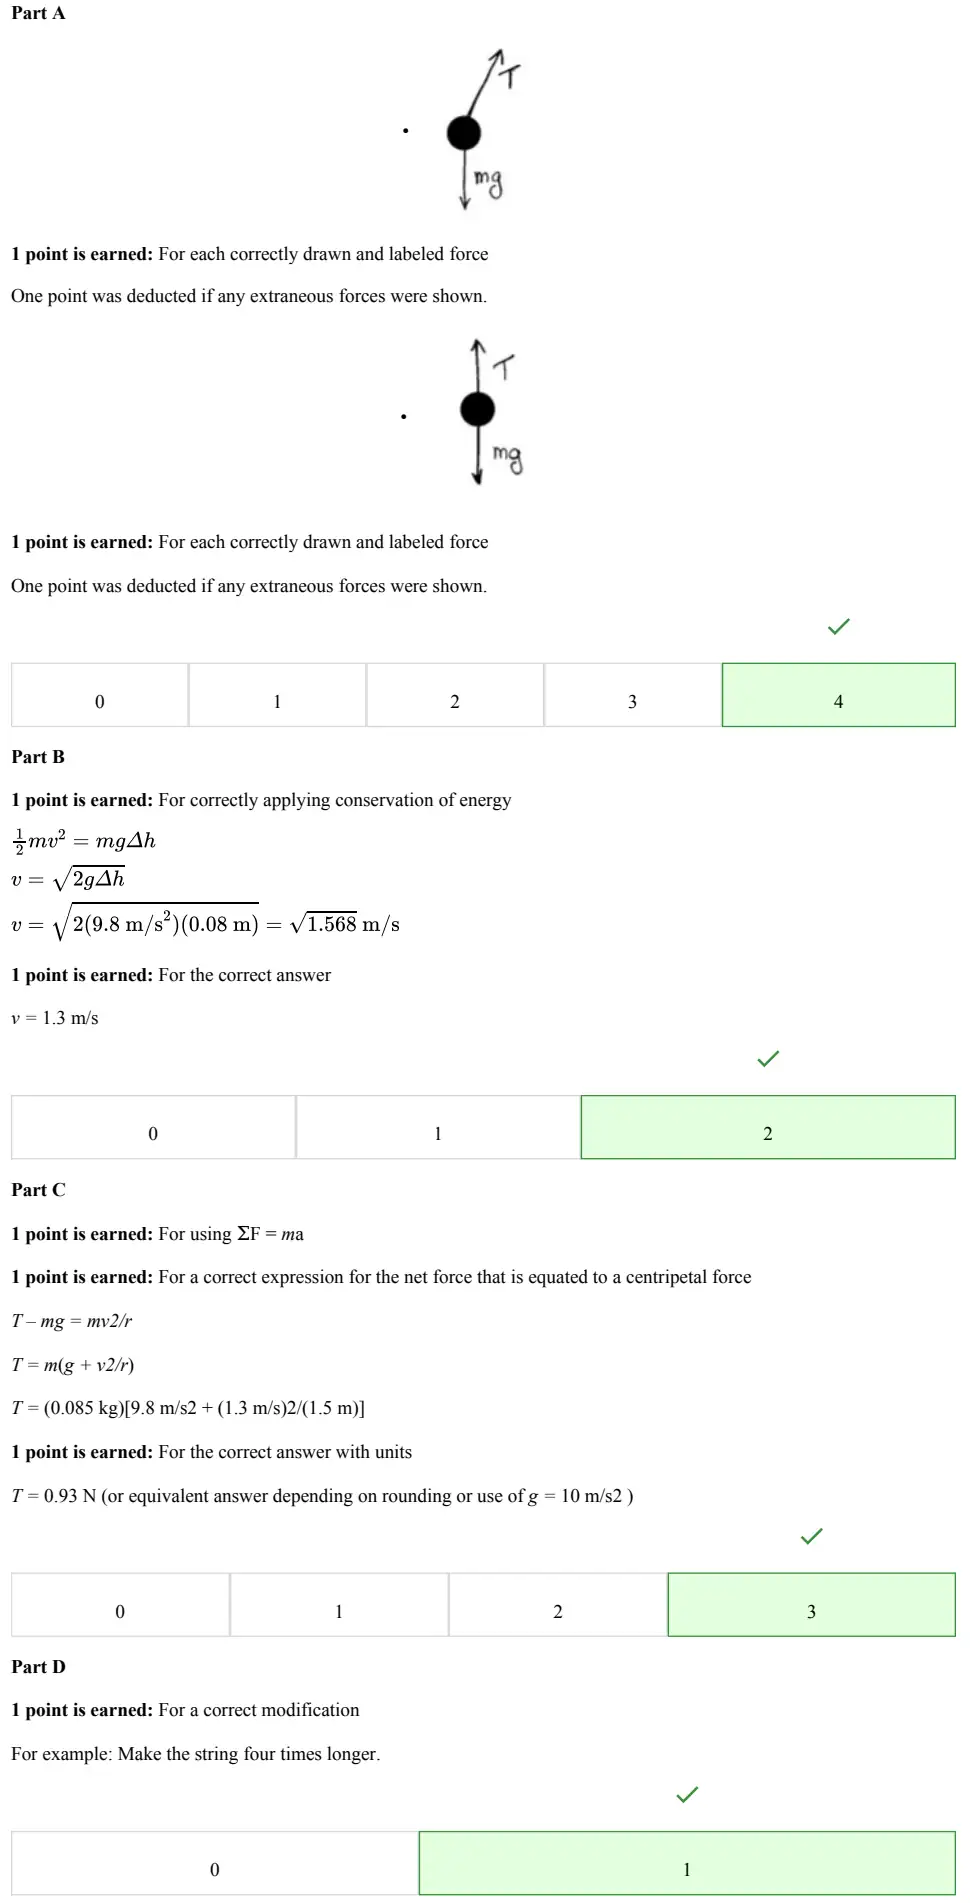 Part A
T
mg
1 point is earned: For each correctly drawn and labeled force
One point was deducted if any extraneous forces were shown.
T
mg
1 point is earned: For each correctly drawn and labeled force
One point was deducted if any extraneous forces were shown.
✓
0 1 2 3 4
Part B
1 point is earned: For correctly applying conservation of energy
½mv² = mgΔh
v = √(2gΔh)
v = √(2(9.8 m/s²)(0.08 m)) = √1.568 m/s
1 point is earned: For the correct answer
v = 1.3 m/s
✓
0 1 2
Part C
1 point is earned: For using ΣF = ma
1 point is earned: For a correct expression for the net force that is equated to a centripetal force
T – mg = mv2/r
T = m(g + v2/r)
T = (0.085 kg)[9.8 m/s2 + (1.3 m/s)2/(1.5 m)]
1 point is earned: For the correct answer with units
T = 0.93 N (or equivalent answer depending on rounding or use of g = 10 m/s2 )
✓
0 1 2 3
Part D
1 point is earned: For a correct modification
For example: Make the string four times longer.
✓
0 1